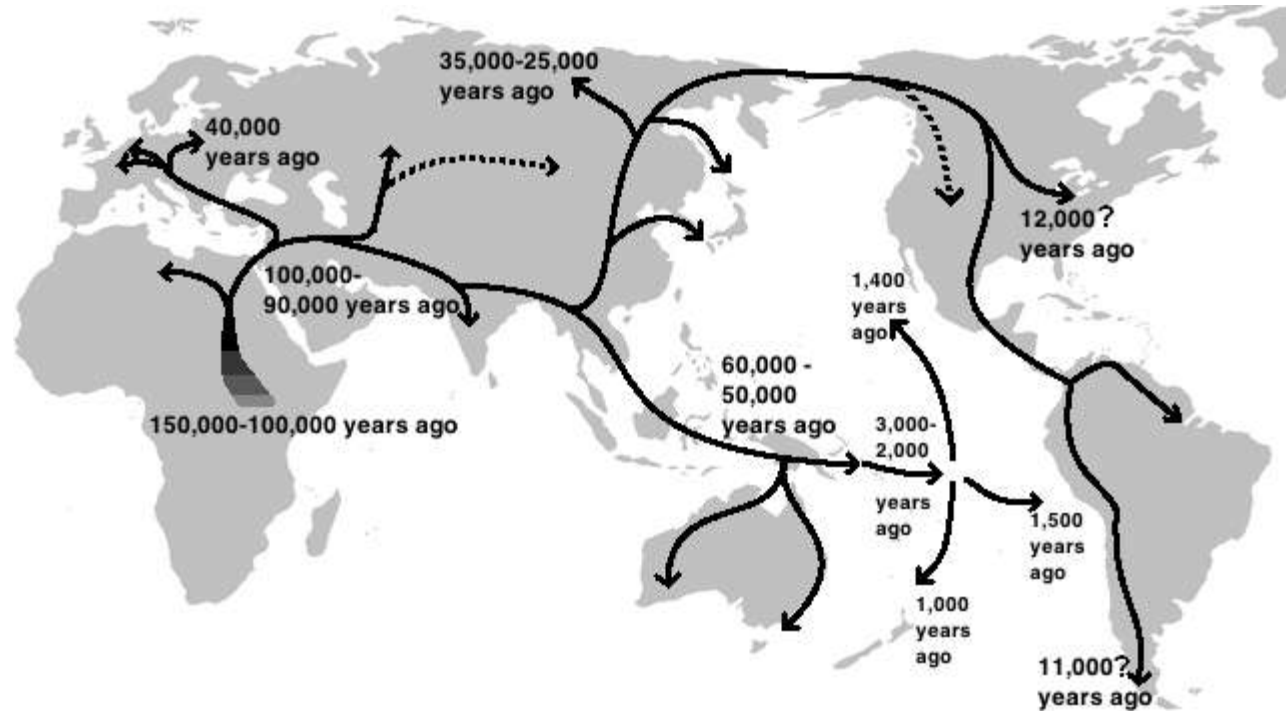 35,000-25,000
years ago
40,000
years ago
12,000?
years ago
100,000-
90,000 years ago
1,400
years
ago
60,000 -
50,000
years ago
3,000-
2,000
years
ago
150,000-100,000 years ago
1,500
years
ago
1,000
years
ago
11,000?
years ago